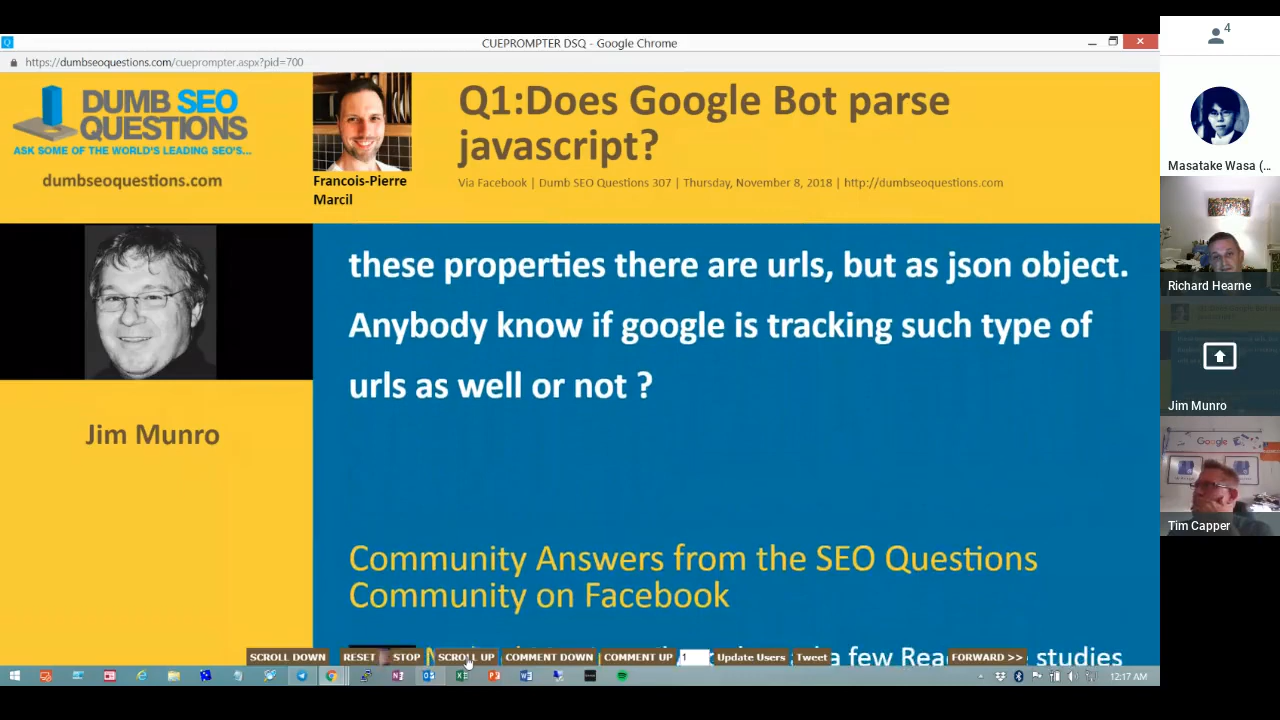 CUEPROMPTER DSQ - Google Chrome
https://dumbseoquestions.com/cueprompter.aspx?pid=700
DUMB SEO
QUESTIONS
ASK SOME OF THE WORLD'S LEADING SEO'S...
dumbseoquestions.com
Francois-Pierre
Marcil
Q1:Does Google Bot parse
javascript?
Via Facebook | Dumb SEO Questions 307 | Thursday, November 8, 2018 | http://dumbseoquestions.com
Jim Munro
these properties there are urls, but as json object.
Anybody know if google is tracking such type of
urls as well or not ?
Community Answers from the SEO Questions
Community on Facebook
a few Rea
studies
SCROLL DOWN
RESET
STOP
SCROLL UP
COMMENT DOWN
COMMENT UP
1
Update Users
Tweet
FORWARD >>
12:17 AM
4
Masatake Wasa (...
Richard Hearne
Jim Munro
Google
Tim Capper